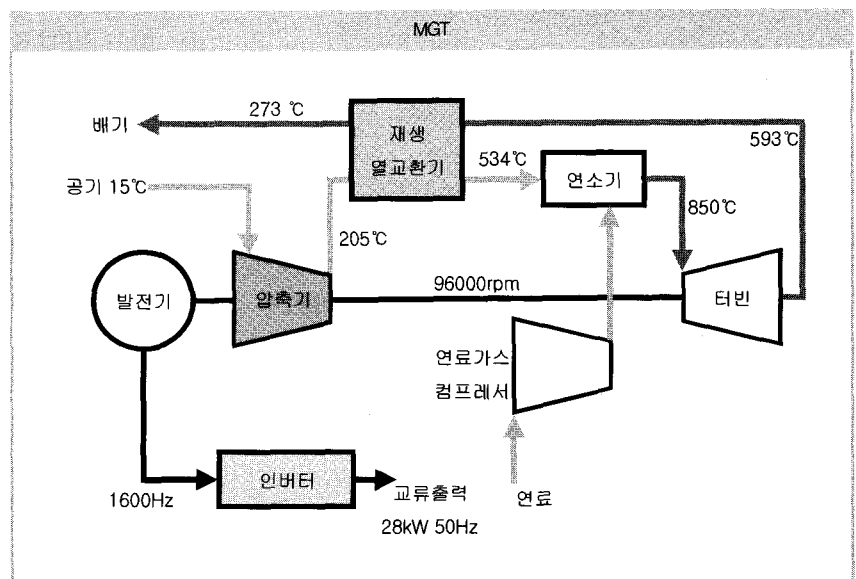 MGT
273 ℃
배기
재생
열교환기
593℃
534℃
연소기
공기 15℃
850℃
205℃
발전기
압축기
96000rpm
터빈
연료가스
컴프레서
인버터
1600Hz
교류출력
28kW 50Hz
연료